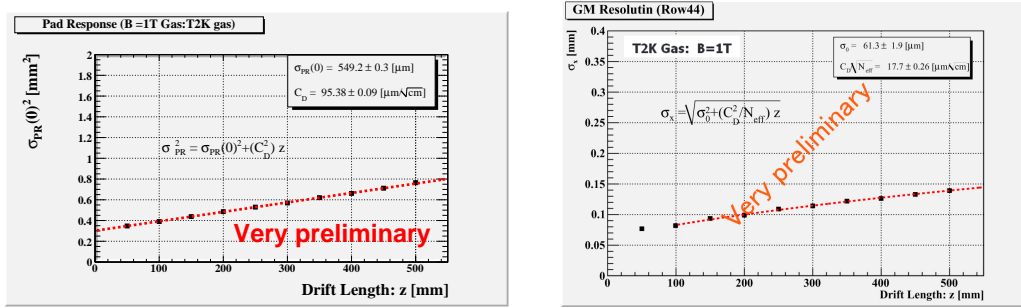 Pad Response (B =1T Gas:T2K gas)
σPR(0)² [mm²]
2
1.8
1.6
1.4
1.2
1
0.8
0.6
0.4
0.2
0
σPR(0) = 549.2 ± 0.3 [μm]
CD = 95.38 ± 0.09 [μm√cm]
σ²PR = σPR(0)²+(C²D) z
Very preliminary
0 100 200 300 400 500
Drift Length: z [mm]
GM Resolutin (Row44)
σx [mm]
0.4
0.35
0.3
0.25
0.2
0.15
0.1
0.05
0
T2K Gas: B=1T
σ0 = 61.3 ± 1.9 [μm]
CD√Neff = 17.7 ± 0.26 [μm√cm]
σx = √σ0²+(C²D/Neff) z
Very preliminary
0 100 200 300 400 500
Drift Length: z [mm]